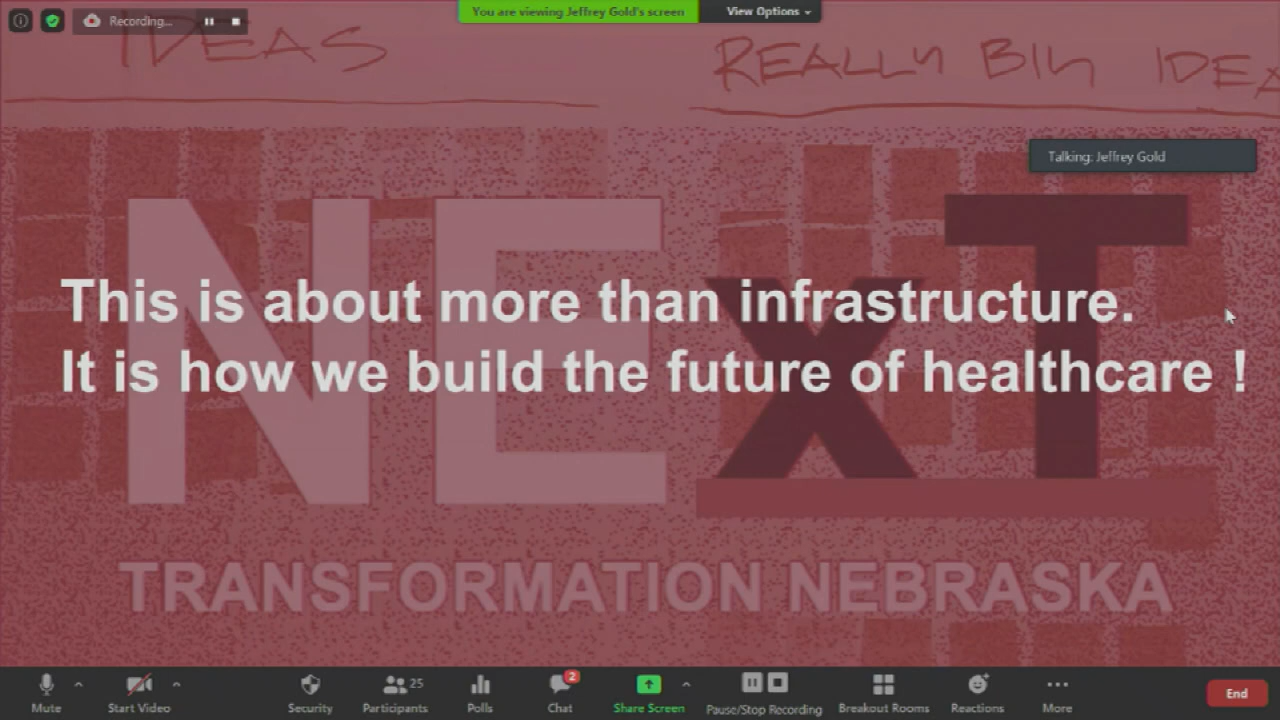 Recording...
You are viewing Jeffrey Gold's screen
View Options
IDEAS
REALLY BIG IDEA
Talking: Jeffrey Gold
NExT
This is about more than infrastructure.
It is how we build the future of healthcare !
TRANSFORMATION NEBRASKA
Mute
Start Video
Security
Participants
25
Polls
Chat
2
Share Screen
Pause/Stop Recording
Breakout Rooms
Reactions
More
End